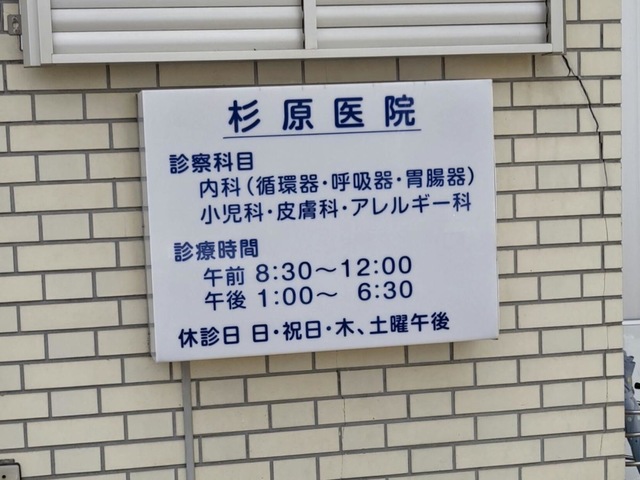 杉原医院
診察科目
内科(循環器・呼吸器・胃腸器)
小児科・皮膚科・アレルギー科
診療時間
午前 8:30〜12:00
午後 1:00〜 6:30
休診日 日・祝日・木、土曜午後